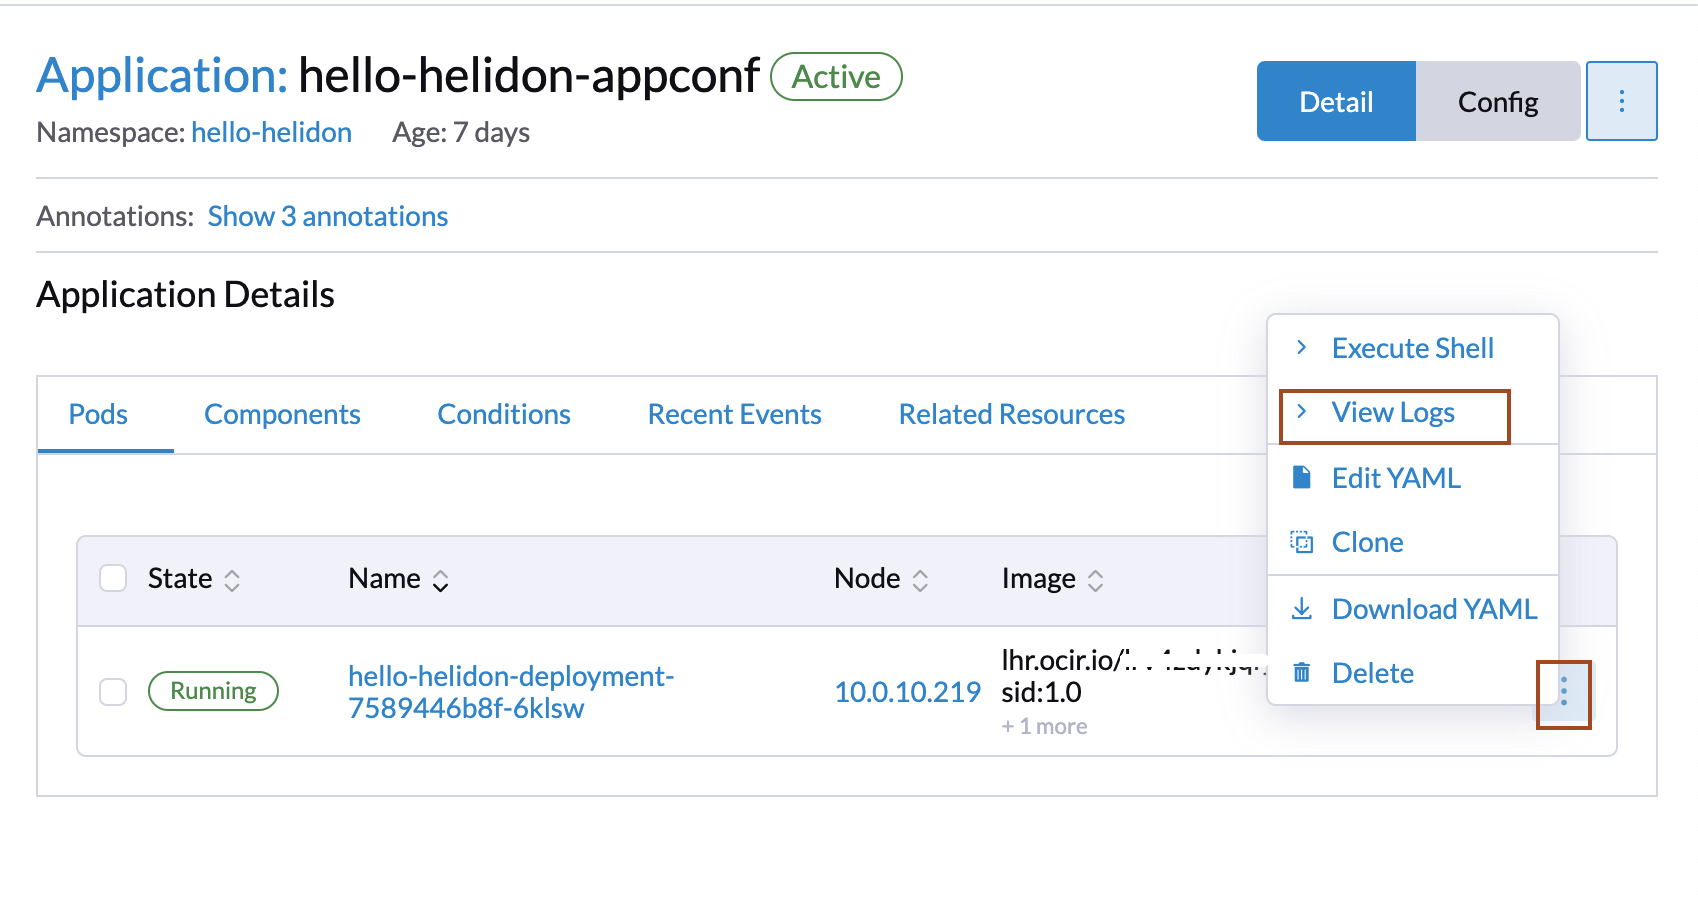 Application: hello-helidon-appconf Active
Detail Config
Namespace: hello-helidon Age: 7 days
Annotations: Show 3 annotations
Application Details
Pods Components Conditions Recent Events Related Resources
Execute Shell
View Logs
Edit YAML
Clone
Download YAML
Delete
State Name Node Image
Running
hello-helidon-deployment-
7589446b8f-6klsw
10.0.10.219
lhr.ocir.io/
sid:1.0
+ 1 more